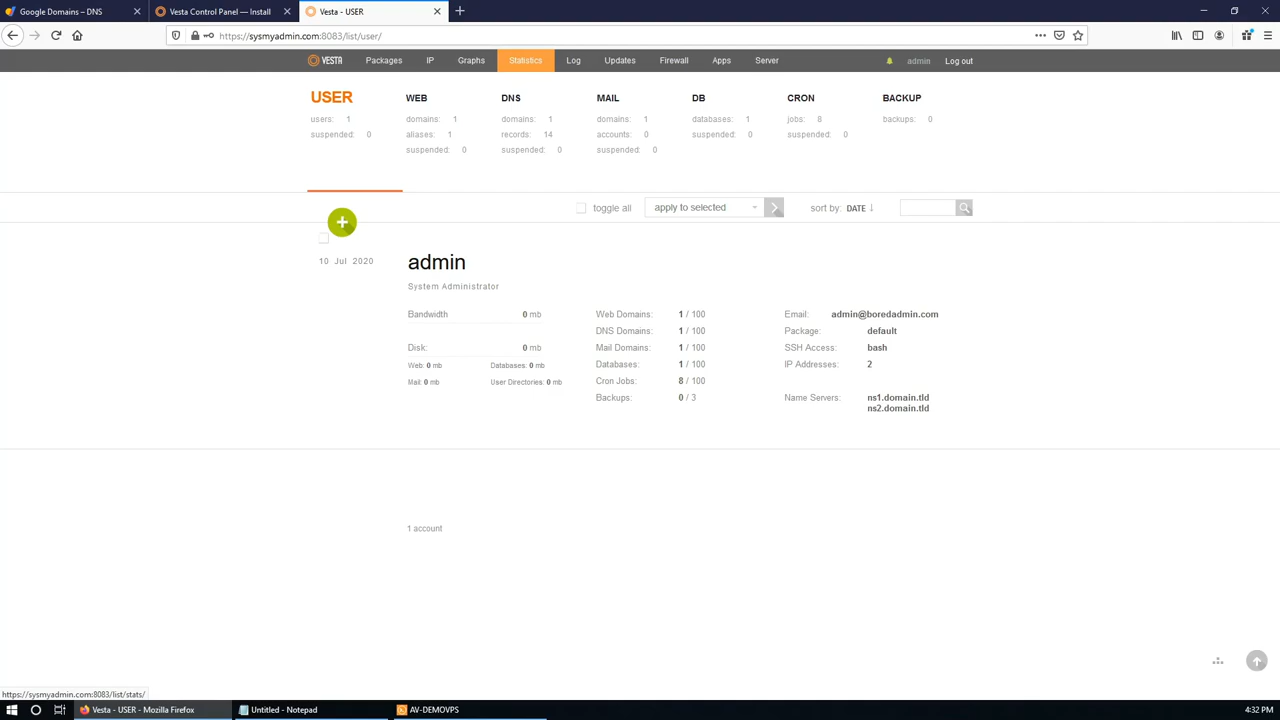 Google Domains – DNS
Vesta Control Panel — Install
Vesta - USER
https://sysmyadmin.com:8083/list/user/
VESTA
Packages
IP
Graphs
Statistics
Log
Updates
Firewall
Apps
Server
admin
Log out
USER
users: 1
suspended: 0
WEB
domains: 1
aliases: 1
suspended: 0
DNS
domains: 1
records: 14
suspended: 0
MAIL
domains: 1
accounts: 0
suspended: 0
DB
databases: 1
suspended: 0
CRON
jobs: 8
suspended: 0
BACKUP
backups: 0
toggle all
apply to selected
sort by: DATE ↓
10 Jul 2020
admin
System Administrator
Bandwidth 0 mb
Disk: 0 mb
Web: 0 mb
Databases: 0 mb
Mail: 0 mb
User Directories: 0 mb
Web Domains: 1 / 100
DNS Domains: 1 / 100
Mail Domains: 1 / 100
Databases: 1 / 100
Cron Jobs: 8 / 100
Backups: 0 / 3
Email: admin@boredadmin.com
Package: default
SSH Access: bash
IP Addresses: 2
Name Servers: ns1.domain.tld
ns2.domain.tld
1 account
https://sysmyadmin.com:8083/list/stats/
Vesta - USER - Mozilla Firefox
Untitled - Notepad
AV-DEMOVPS
4:32 PM